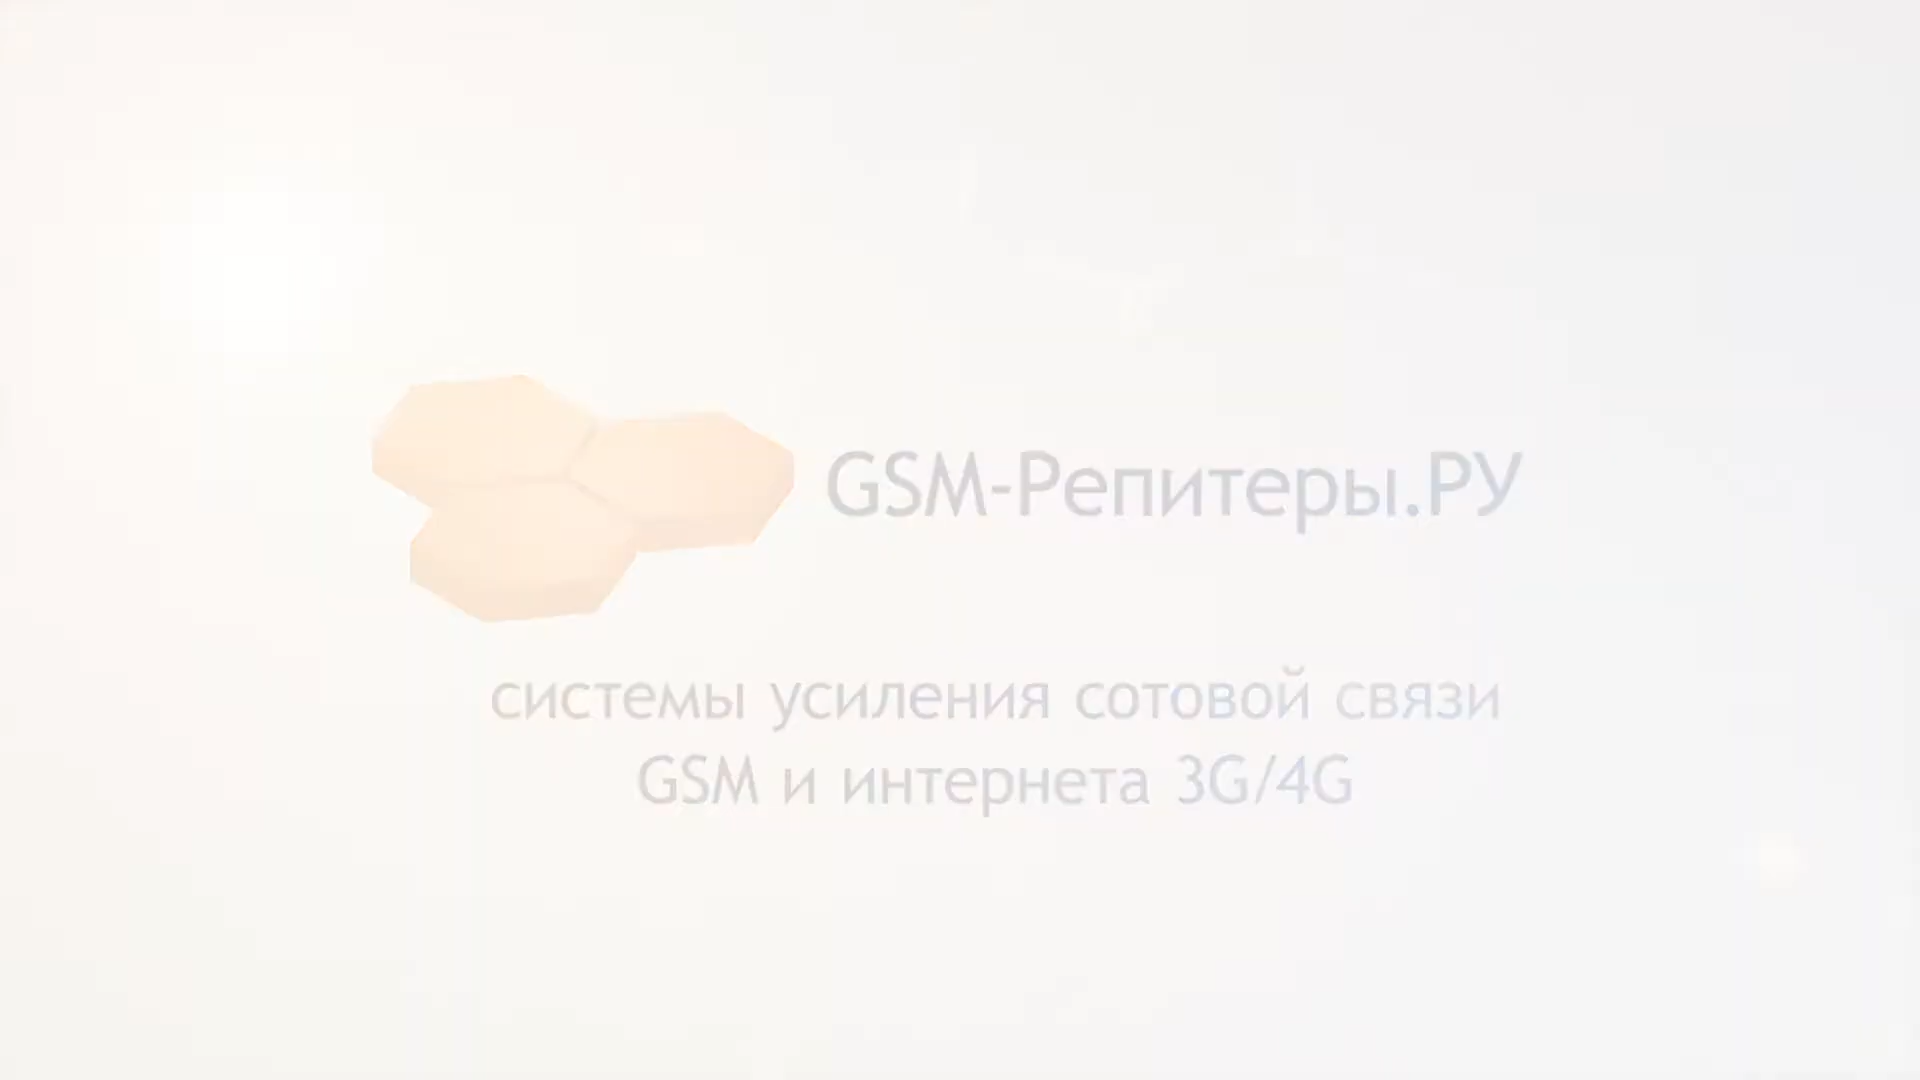 GSM-Репитеры.РУ
системы усиления сотовой связи
GSM и интернета 3G/4G